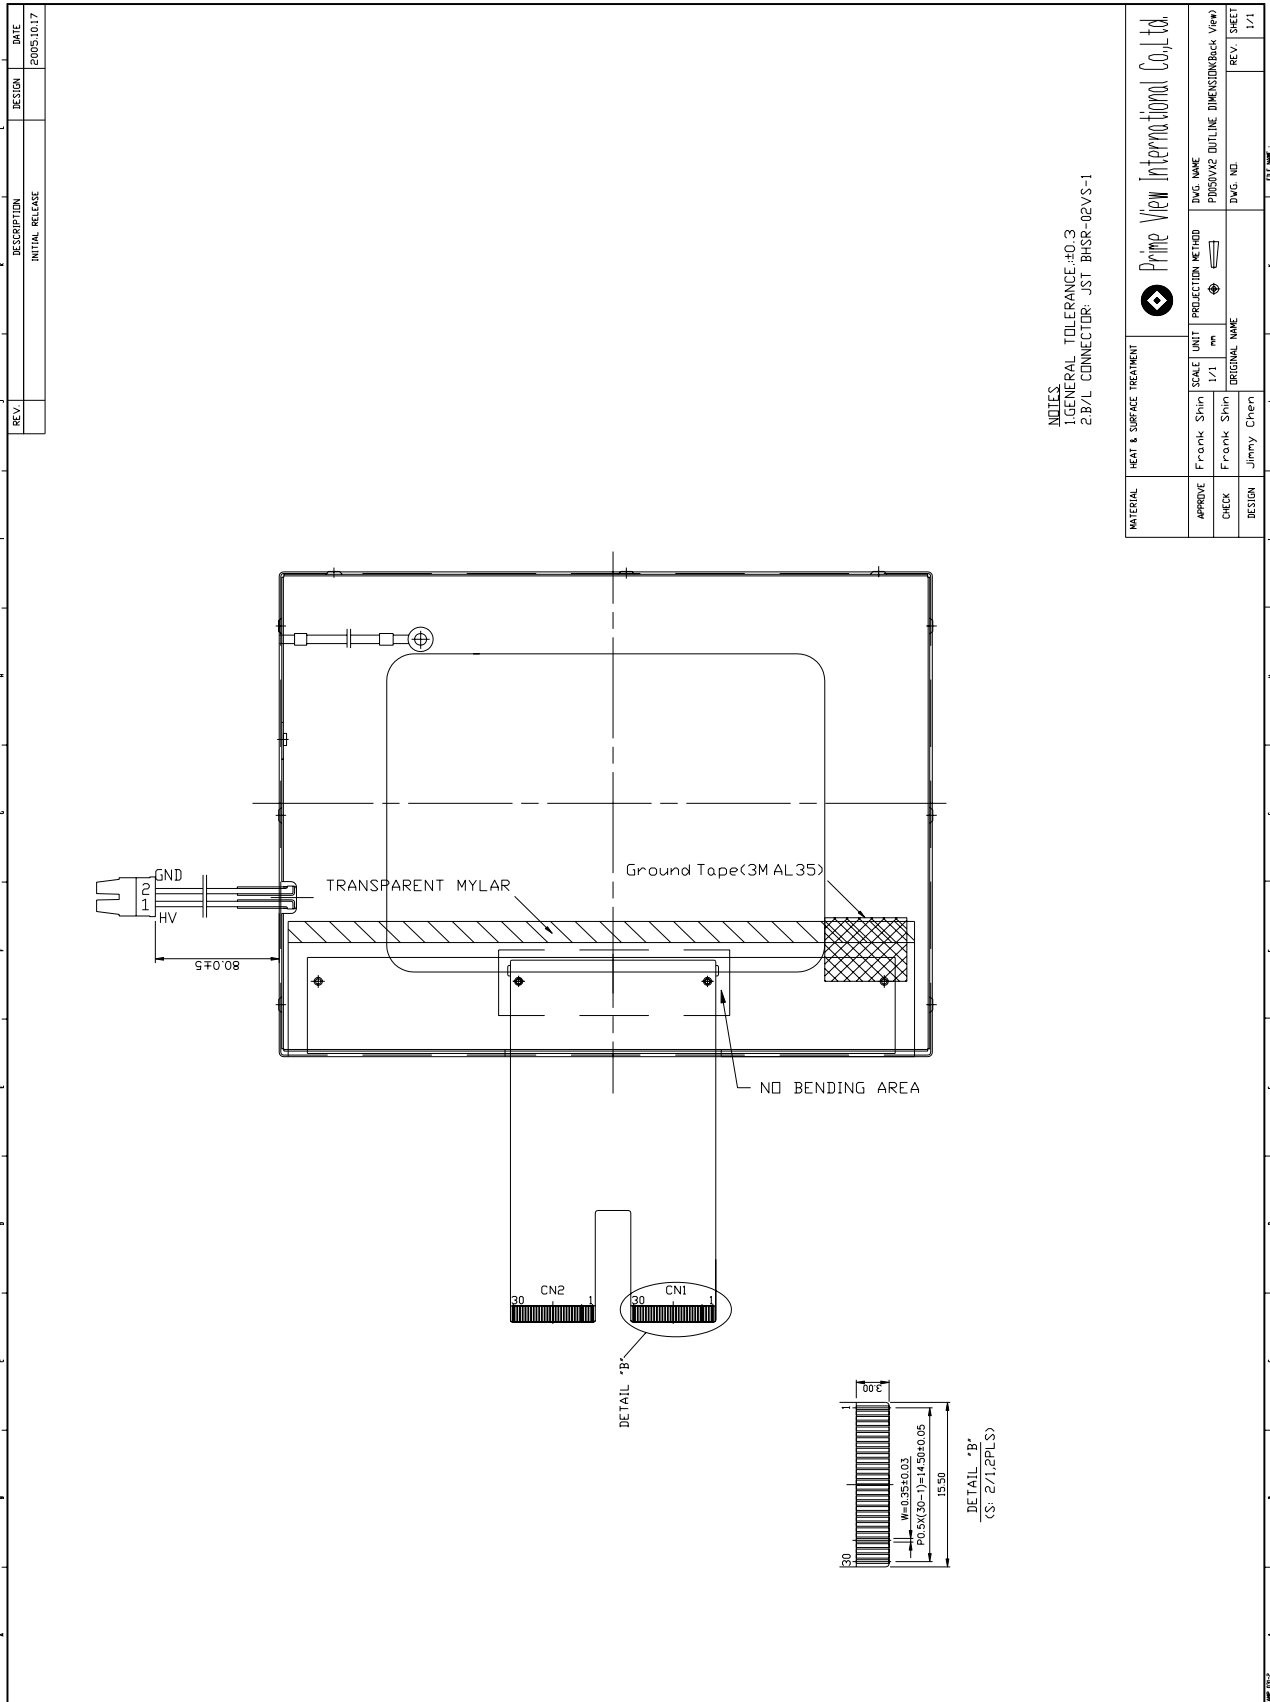 REV.
DESCRIPTION
DESIGN
DATE
INITIAL RELEASE
2005.10.17
NOTES
1.GENERAL TOLERANCE:±0.3
2.B/L CONNECTOR: JST BHSR-02VS-1
MATERIAL
HEAT & SURFACE TREATMENT
Prime View International Co.,Ltd.
APPROVE
Frank Shin
SCALE
1/1
UNIT
mm
PROJECTION METHOD
DWG. NAME
PD050VX2 OUTLINE DIMENSION(Back View)
CHECK
Frank Shin
DESIGN
Jimmy Chen
ORIGINAL NAME
DWG. NO.
REV.
SHEET
1/1
GND
2
1
HV
80.0±5
TRANSPARENT MYLAR
Ground Tape(3M AL35)
NO BENDING AREA
CN2
30
1
CN1
30
1
DETAIL "B"
3.00
1
30
W=0.35±0.03
P0.5X(30-1)=14.50±0.05
15.50
DETAIL "B"
(S: 2/1,2PLS)